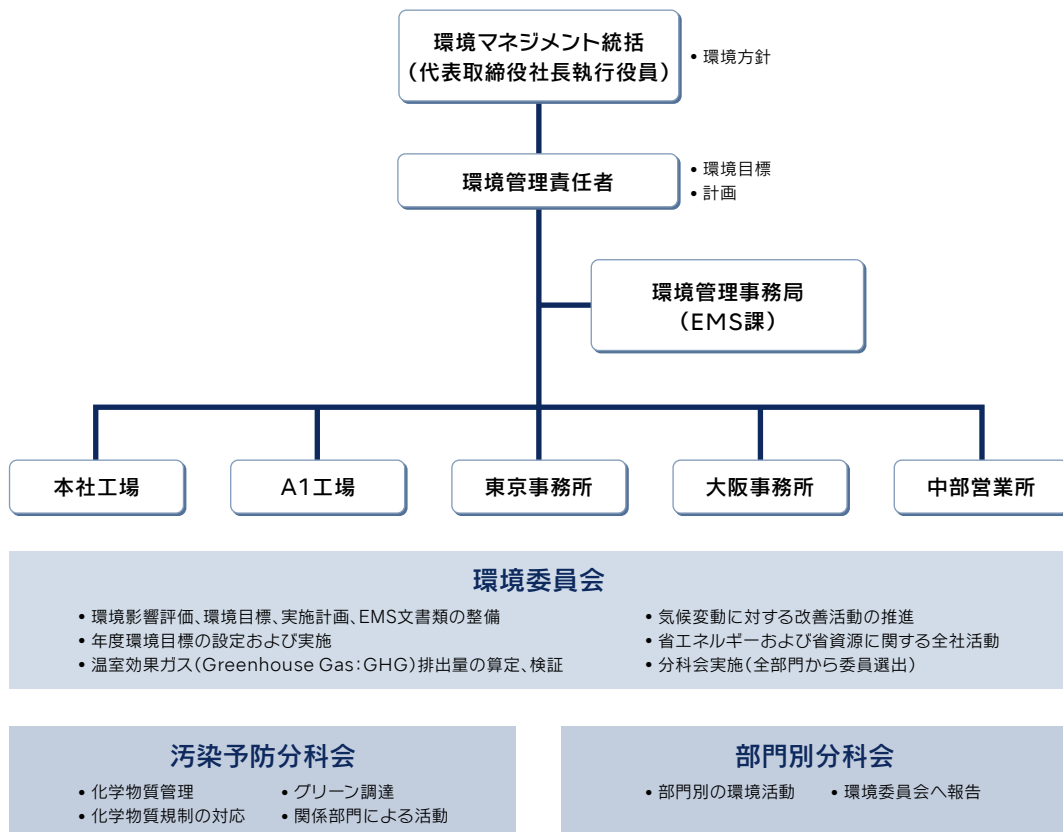 環境マネジメント統括
(代表取締役社長執行役員)
• 環境方針
環境管理責任者
• 環境目標
• 計画
環境管理事務局
(EMS課)
本社工場
A1工場
東京事務所
大阪事務所
中部営業所
環境委員会
• 環境影響評価、環境目標、実施計画、EMS文書類の整備
• 年度環境目標の設定および実施
• 温室効果ガス(Greenhouse Gas：GHG)排出量の算定、検証
• 気候変動に対する改善活動の推進
• 省エネルギーおよび省資源に関する全社活動
• 分科会実施(全部門から委員選出)
汚染予防分科会
• 化学物質管理
• 化学物質規制の対応
• グリーン調達
• 関係部門による活動
部門別分科会
• 部門別の環境活動
• 環境委員会へ報告